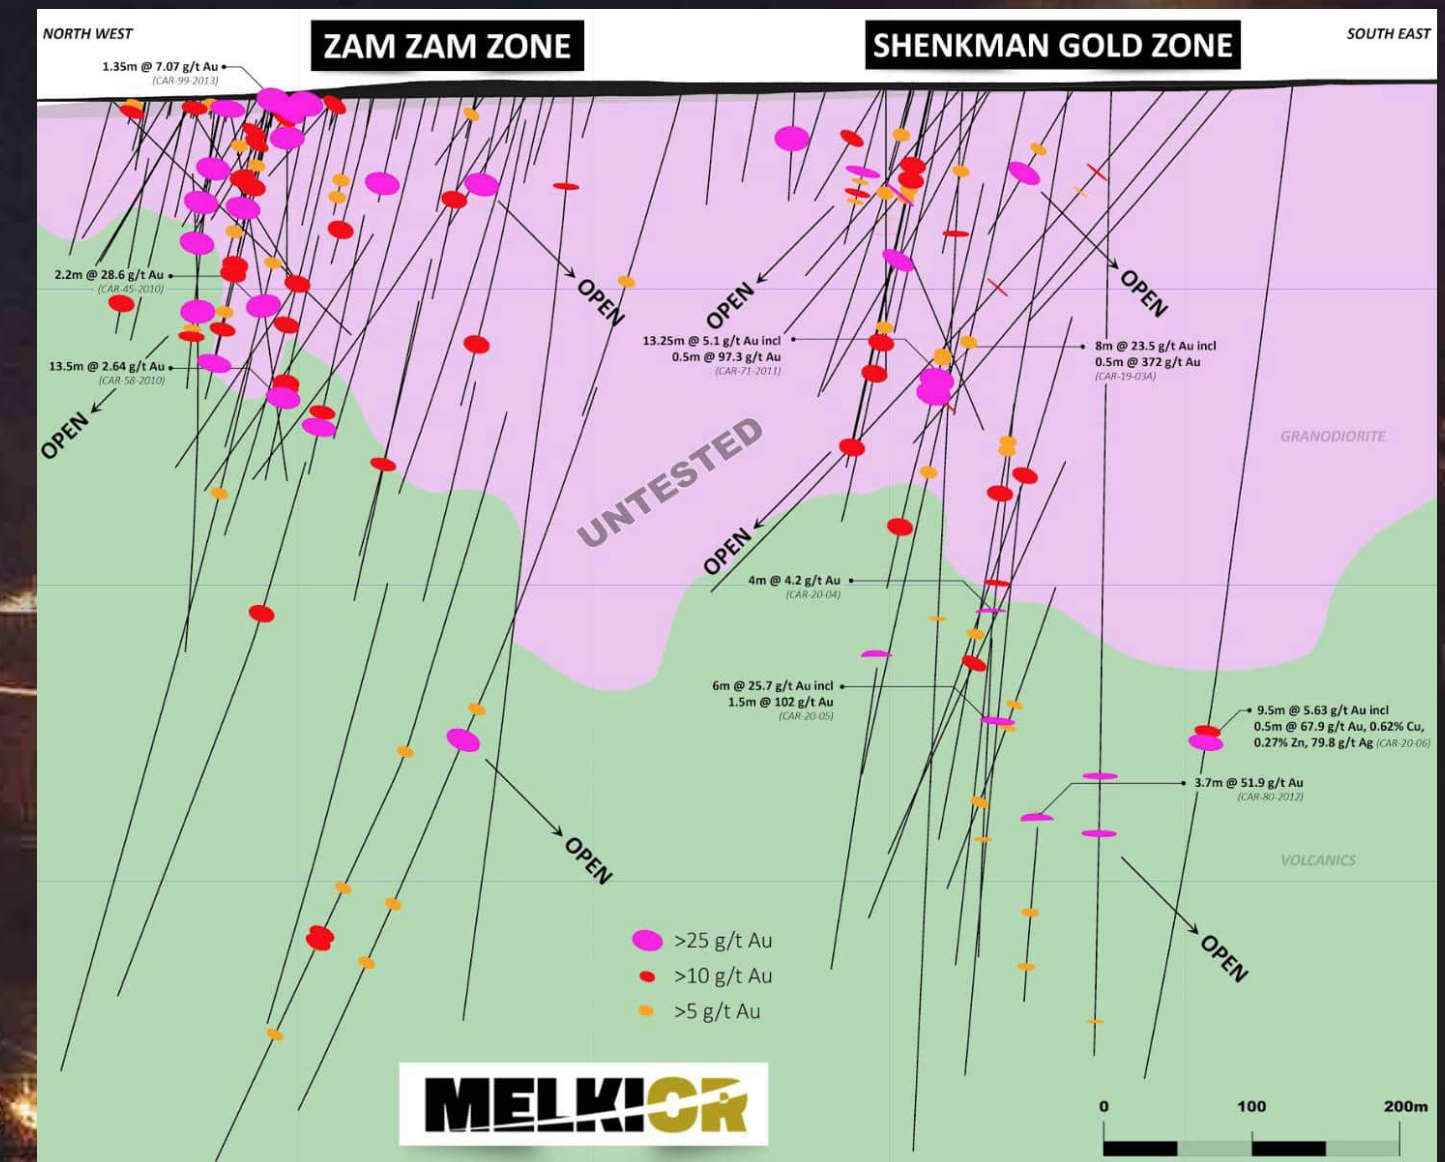 NORTH WEST
ZAM ZAM ZONE
SHENKMAN GOLD ZONE
SOUTH EAST
1.35m @ 7.07 g/t Au
(CAR-99-2013)
2.2m @ 28.6 g/t Au
(CAR-45-2010)
13.5m @ 2.64 g/t Au
(CAR-58-2010)
OPEN
OPEN
OPEN
OPEN
13.25m @ 5.1 g/t Au incl
0.5m @ 97.3 g/t Au
(CAR-71-2011)
8m @ 23.5 g/t Au incl
0.5m @ 372 g/t Au
(CAR-19-03A)
GRANODIORITE
UNTESTED
OPEN
4m @ 4.2 g/t Au
(CAR-20-04)
6m @ 25.7 g/t Au incl
1.5m @ 102 g/t Au
(CAR-20-05)
9.5m @ 5.63 g/t Au incl
0.5m @ 67.9 g/t Au, 0.62% Cu,
0.27% Zn, 79.8 g/t Ag (CAR-20-06)
3.7m @ 51.9 g/t Au
(CAR-80-2012)
OPEN
VOLCANICS
OPEN
>25 g/t Au
>10 g/t Au
>5 g/t Au
MELKIOR
0 100 200m